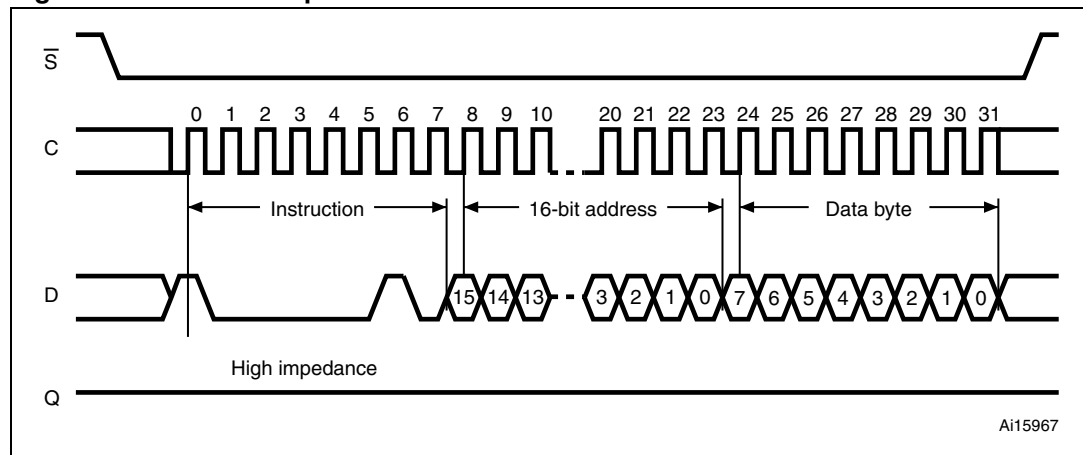 S
0 1 2 3 4 5 6 7 8 9 10 20 21 22 23 24 25 26 27 28 29 30 31
C
Instruction 16-bit address Data byte
D
15 14 13 3 2 1 0 7 6 5 4 3 2 1 0
High impedance
Q
Ai15967